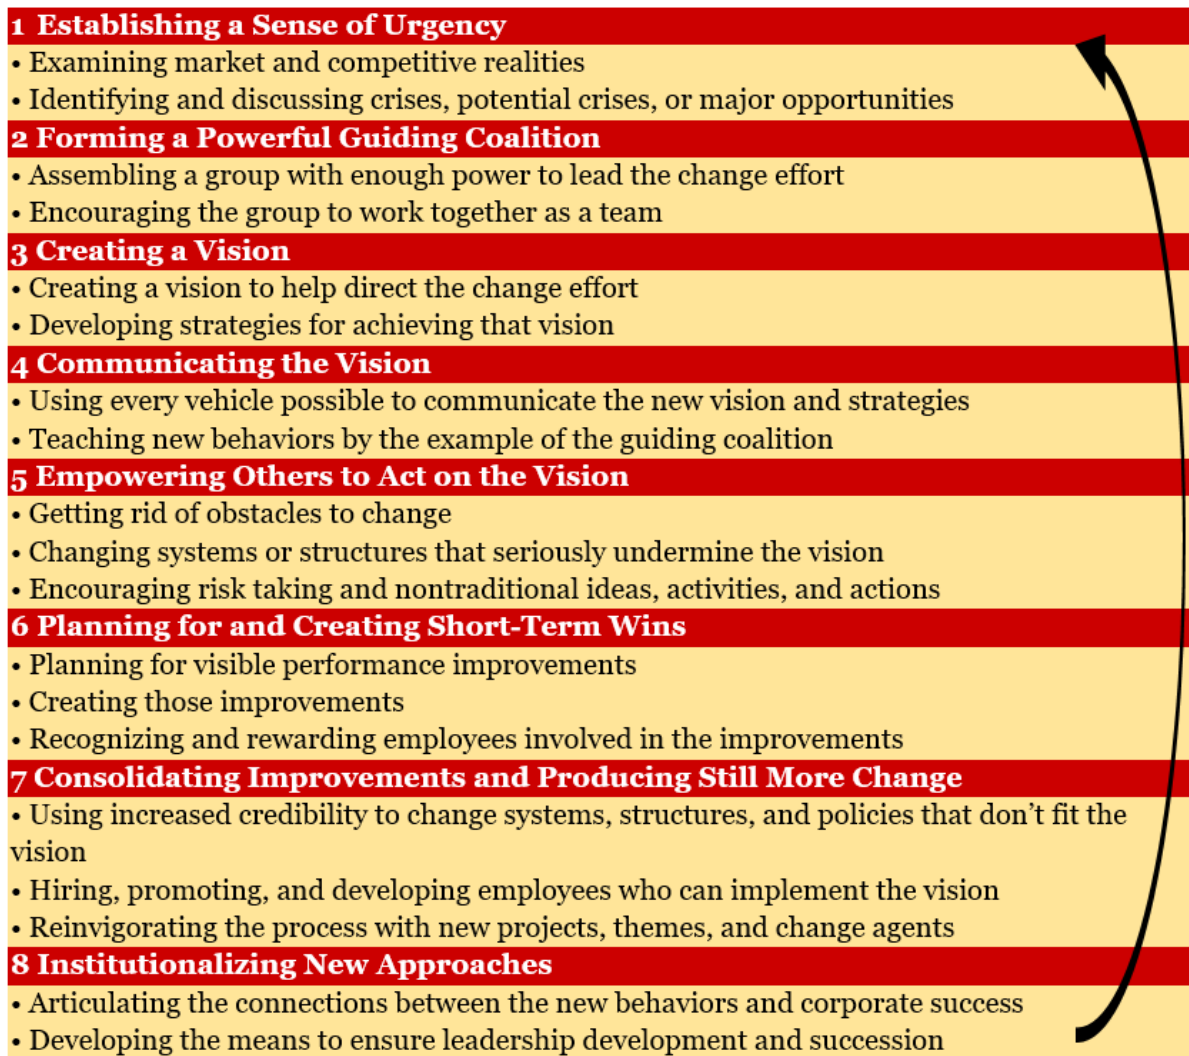 1 Establishing a Sense of Urgency
• Examining market and competitive realities
• Identifying and discussing crises, potential crises, or major opportunities
2 Forming a Powerful Guiding Coalition
• Assembling a group with enough power to lead the change effort
• Encouraging the group to work together as a team
3 Creating a Vision
• Creating a vision to help direct the change effort
• Developing strategies for achieving that vision
4 Communicating the Vision
• Using every vehicle possible to communicate the new vision and strategies
• Teaching new behaviors by the example of the guiding coalition
5 Empowering Others to Act on the Vision
• Getting rid of obstacles to change
• Changing systems or structures that seriously undermine the vision
• Encouraging risk taking and nontraditional ideas, activities, and actions
6 Planning for and Creating Short-Term Wins
• Planning for visible performance improvements
• Creating those improvements
• Recognizing and rewarding employees involved in the improvements
7 Consolidating Improvements and Producing Still More Change
• Using increased credibility to change systems, structures, and policies that don’t fit the
vision
• Hiring, promoting, and developing employees who can implement the vision
• Reinvigorating the process with new projects, themes, and change agents
8 Institutionalizing New Approaches
• Articulating the connections between the new behaviors and corporate success
• Developing the means to ensure leadership development and succession